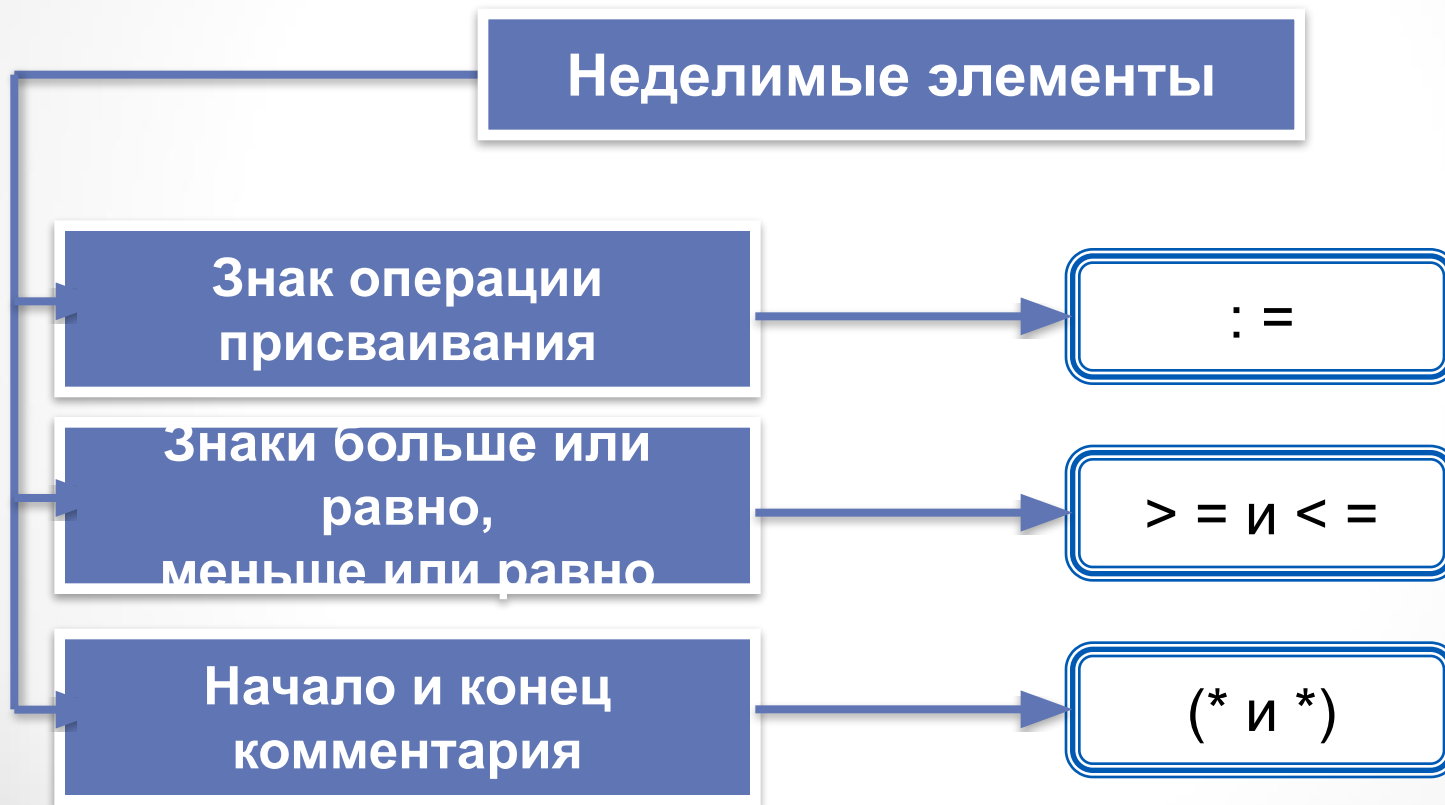 Неделимые элементы
Знак операции
присваивания
: =
Знаки больше или
равно,
меньше или равно
> = и < =
Начало и конец
комментария
(* и *)